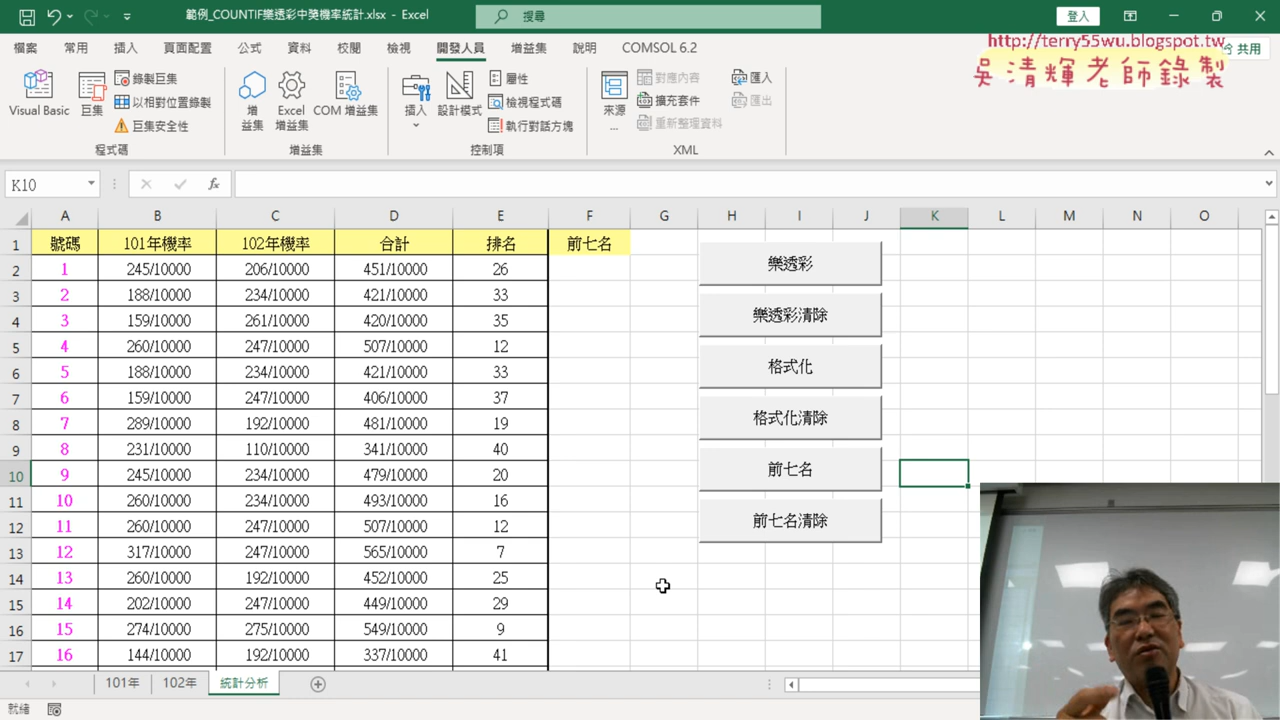 範例_COUNTIF樂透彩中獎機率統計.xlsx - Excel
搜尋
登入
檔案 常用 插入 頁面配置 公式 資料 校閱 檢視 開發人員 增益集 說明 COMSOL 6.2
共用
http://terry55wu.blogspot.tw
吳清輝老師錄製
Visual Basic
巨集
錄製巨集
以相對位置錄製
巨集安全性
程式碼
增
益集
Excel
增益集
COM 增益集
增益集
插入
設計模式
屬性
檢視程式碼
執行對話方塊
控制項
來源
...
對應內容
擴充套件
重新整理資料
匯入
匯出
XML
K10
fx
A B C D E F G H I J K L M N O
1 號碼 101年機率 102年機率 合計 排名 前七名
2 1 245/10000 206/10000 451/10000 26
3 2 188/10000 234/10000 421/10000 33
4 3 159/10000 261/10000 420/10000 35
5 4 260/10000 247/10000 507/10000 12
6 5 188/10000 234/10000 421/10000 33
7 6 159/10000 247/10000 406/10000 37
8 7 289/10000 192/10000 481/10000 19
9 8 231/10000 110/10000 341/10000 40
10 9 245/10000 234/10000 479/10000 20
11 10 260/10000 234/10000 493/10000 16
12 11 260/10000 247/10000 507/10000 12
13 12 317/10000 247/10000 565/10000 7
14 13 260/10000 192/10000 452/10000 25
15 14 202/10000 247/10000 449/10000 29
16 15 274/10000 275/10000 549/10000 9
17 16 144/10000 192/10000 337/10000 41
樂透彩
樂透彩清除
格式化
格式化清除
前七名
前七名清除
101年 102年 統計分析
就緒